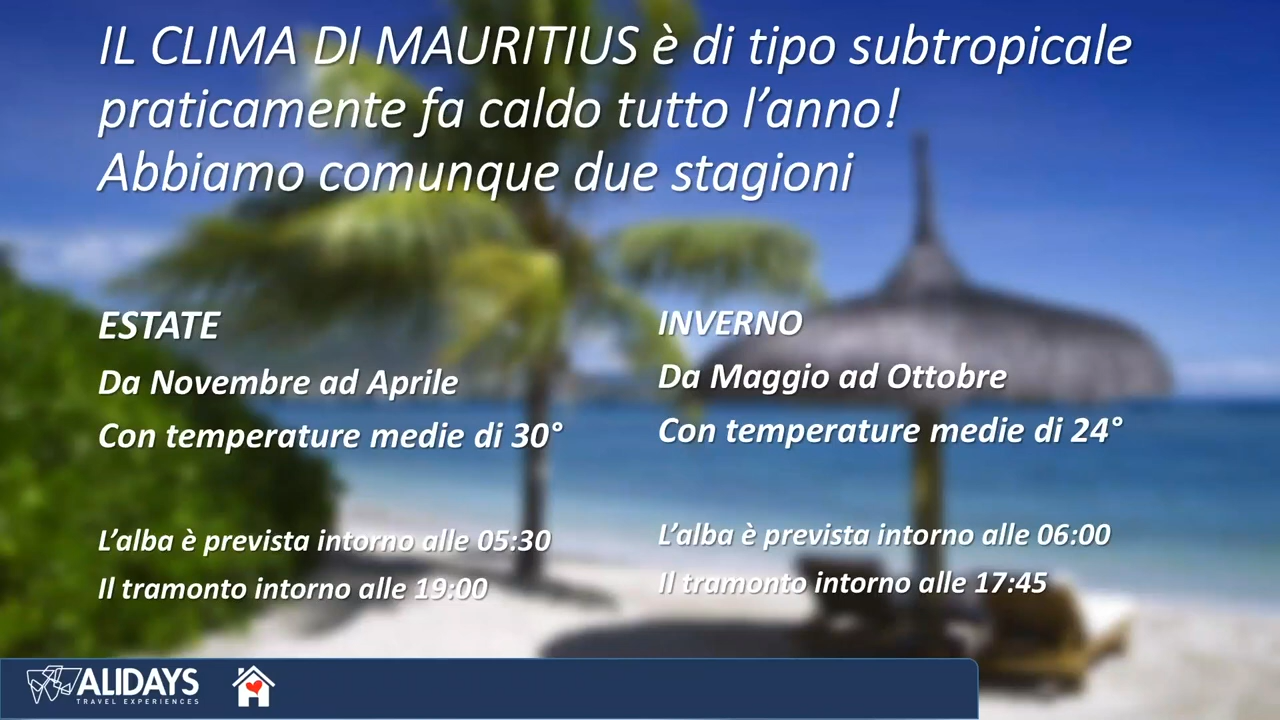 IL CLIMA DI MAURITIUS è di tipo subtropicale
praticamente fa caldo tutto l’anno!
Abbiamo comunque due stagioni
ESTATE
Da Novembre ad Aprile
Con temperature medie di 30°
L’alba è prevista intorno alle 05:30
Il tramonto intorno alle 19:00
INVERNO
Da Maggio ad Ottobre
Con temperature medie di 24°
L’alba è prevista intorno alle 06:00
Il tramonto intorno alle 17:45
ALIDAYS
TRAVEL EXPERIENCES